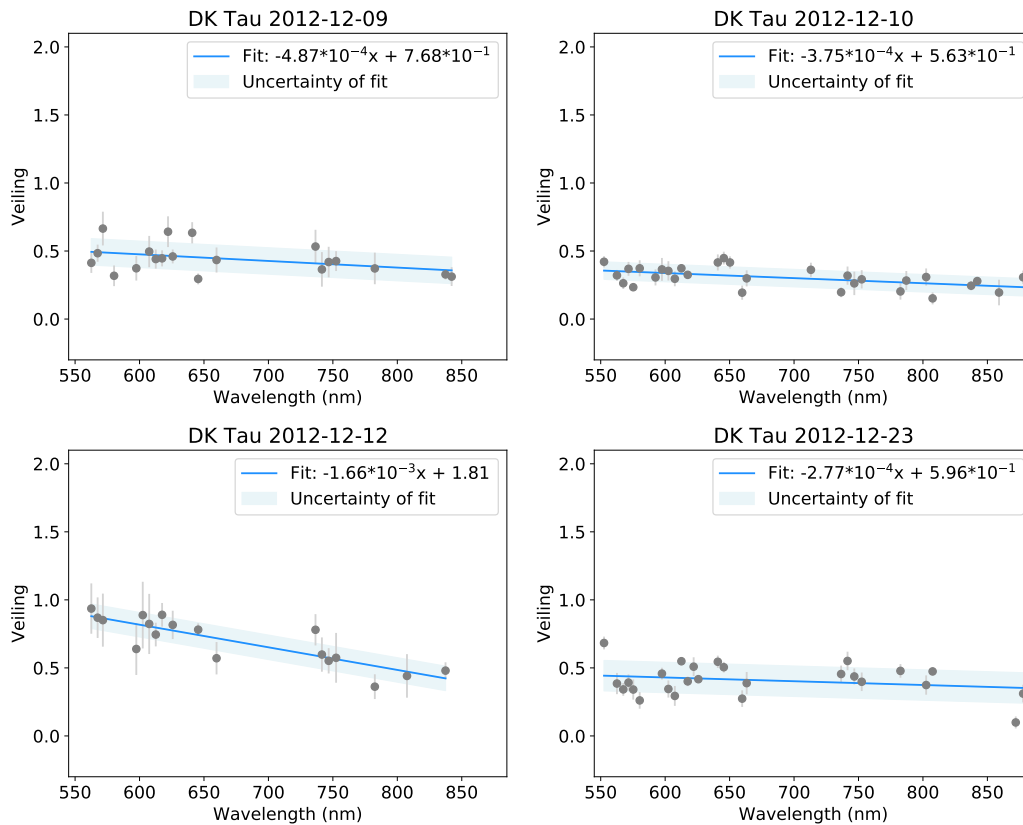 DK Tau 2012-12-09
Fit: -4.87*10⁻⁴x + 7.68*10⁻¹
Uncertainty of fit
Veiling
2.0
1.5
1.0
0.5
0.0
550 600 650 700 750 800 850
Wavelength (nm)
DK Tau 2012-12-10
Fit: -3.75*10⁻⁴x + 5.63*10⁻¹
Uncertainty of fit
Veiling
2.0
1.5
1.0
0.5
0.0
550 600 650 700 750 800 850
Wavelength (nm)
DK Tau 2012-12-12
Fit: -1.66*10⁻³x + 1.81
Uncertainty of fit
Veiling
2.0
1.5
1.0
0.5
0.0
550 600 650 700 750 800 850
Wavelength (nm)
DK Tau 2012-12-23
Fit: -2.77*10⁻⁴x + 5.96*10⁻¹
Uncertainty of fit
Veiling
2.0
1.5
1.0
0.5
0.0
550 600 650 700 750 800 850
Wavelength (nm)